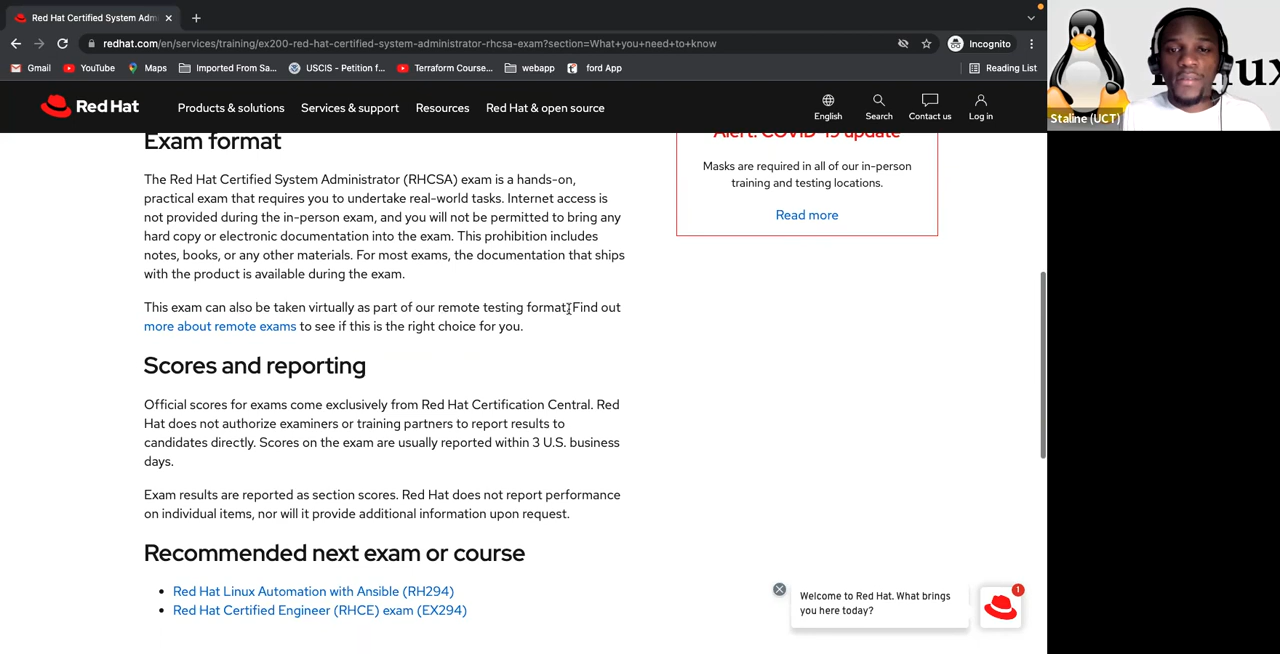 Red Hat Certified System Adm
redhat.com/en/services/training/ex200-red-hat-certified-system-administrator-rhcsa-exam?section=What+you+need+to+know
Incognito
Gmail
YouTube
Maps
Imported From Sa...
USCIS - Petition f...
Terraform Course...
webapp
ford App
Reading List
Staline (UCT)
Red Hat
Products & solutions
Services & support
Resources
Red Hat & open source
English
Search
Contact us
Log in
Exam format
The Red Hat Certified System Administrator (RHCSA) exam is a hands-on,
practical exam that requires you to undertake real-world tasks. Internet access is
not provided during the in-person exam, and you will not be permitted to bring any
hard copy or electronic documentation into the exam. This prohibition includes
notes, books, or any other materials. For most exams, the documentation that ships
with the product is available during the exam.
This exam can also be taken virtually as part of our remote testing format. Find out
more about remote exams to see if this is the right choice for you.
Scores and reporting
Official scores for exams come exclusively from Red Hat Certification Central. Red
Hat does not authorize examiners or training partners to report results to
candidates directly. Scores on the exam are usually reported within 3 U.S. business
days.
Exam results are reported as section scores. Red Hat does not report performance
on individual items, nor will it provide additional information upon request.
Recommended next exam or course
Red Hat Linux Automation with Ansible (RH294)
Red Hat Certified Engineer (RHCE) exam (EX294)
Alert: COVID-19 update
Masks are required in all of our in-person
training and testing locations.
Read more
Welcome to Red Hat. What brings
you here today?
1